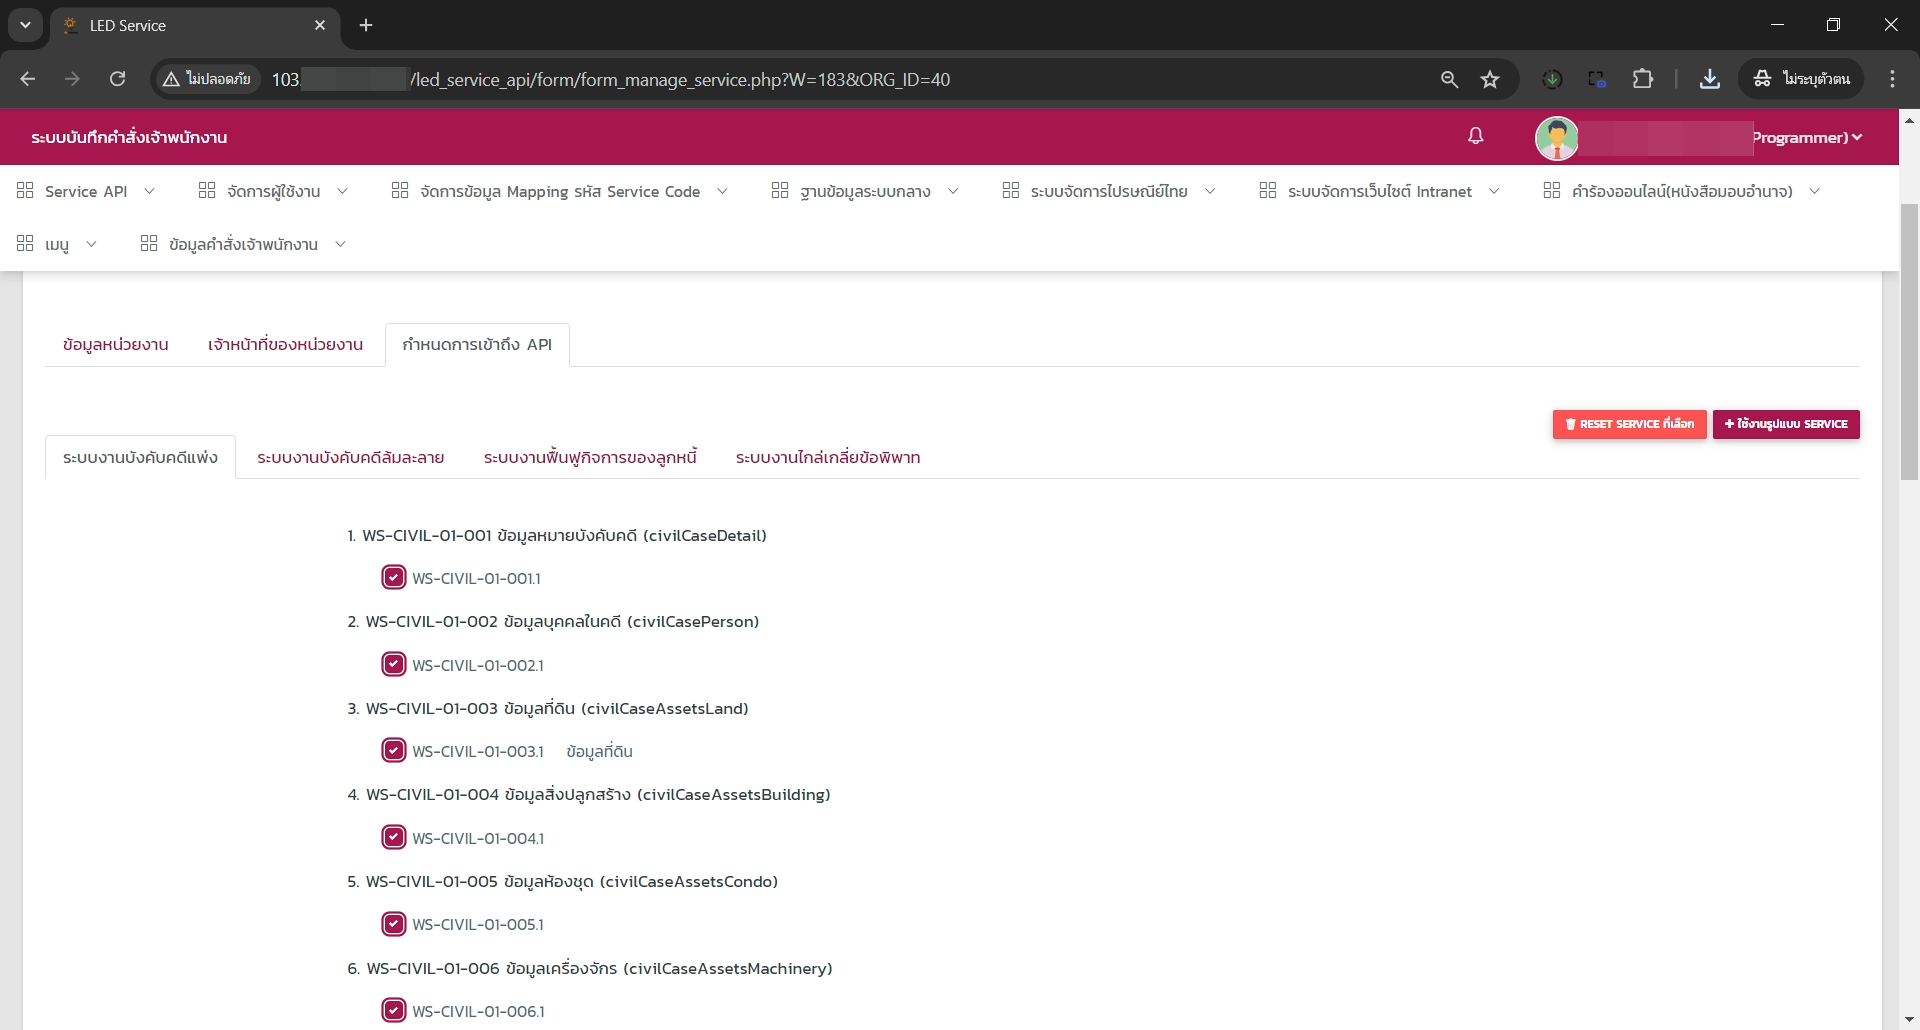 LED Service
ไม่ปลอดภัย
103.
/led_service_api/form/form_manage_service.php?W=183&ORG_ID=40
ไม่ระบุตัวตน
ระบบบันทึกคำสั่งเจ้าพนักงาน
Programmer)
Service API
จัดการผู้ใช้งาน
จัดการข้อมูล Mapping รหัส Service Code
ฐานข้อมูลระบบกลาง
ระบบจัดการไปรษณีย์ไทย
ระบบจัดการเว็บไซต์ Intranet
คำร้องออนไลน์(หนังสือมอบอำนาจ)
เมนู
ข้อมูลคำสั่งเจ้าพนักงาน
ข้อมูลหน่วยงาน
เจ้าหน้าที่ของหน่วยงาน
กำหนดการเข้าถึง API
RESET SERVICE ที่เลือก
+ ใช้งานรูปแบบ SERVICE
ระบบงานบังคับคดีแพ่ง
ระบบงานบังคับคดีล้มละลาย
ระบบงานฟื้นฟูกิจการของลูกหนี้
ระบบงานไกล่เกลี่ยข้อพิพาท
1. WS-CIVIL-01-001 ข้อมูลหมายบังคับคดี (civilCaseDetail)
WS-CIVIL-01-001.1
2. WS-CIVIL-01-002 ข้อมูลบุคคลในคดี (civilCasePerson)
WS-CIVIL-01-002.1
3. WS-CIVIL-01-003 ข้อมูลที่ดิน (civilCaseAssetsLand)
WS-CIVIL-01-003.1 ข้อมูลที่ดิน
4. WS-CIVIL-01-004 ข้อมูลสิ่งปลูกสร้าง (civilCaseAssetsBuilding)
WS-CIVIL-01-004.1
5. WS-CIVIL-01-005 ข้อมูลห้องชุด (civilCaseAssetsCondo)
WS-CIVIL-01-005.1
6. WS-CIVIL-01-006 ข้อมูลเครื่องจักร (civilCaseAssetsMachinery)
WS-CIVIL-01-006.1